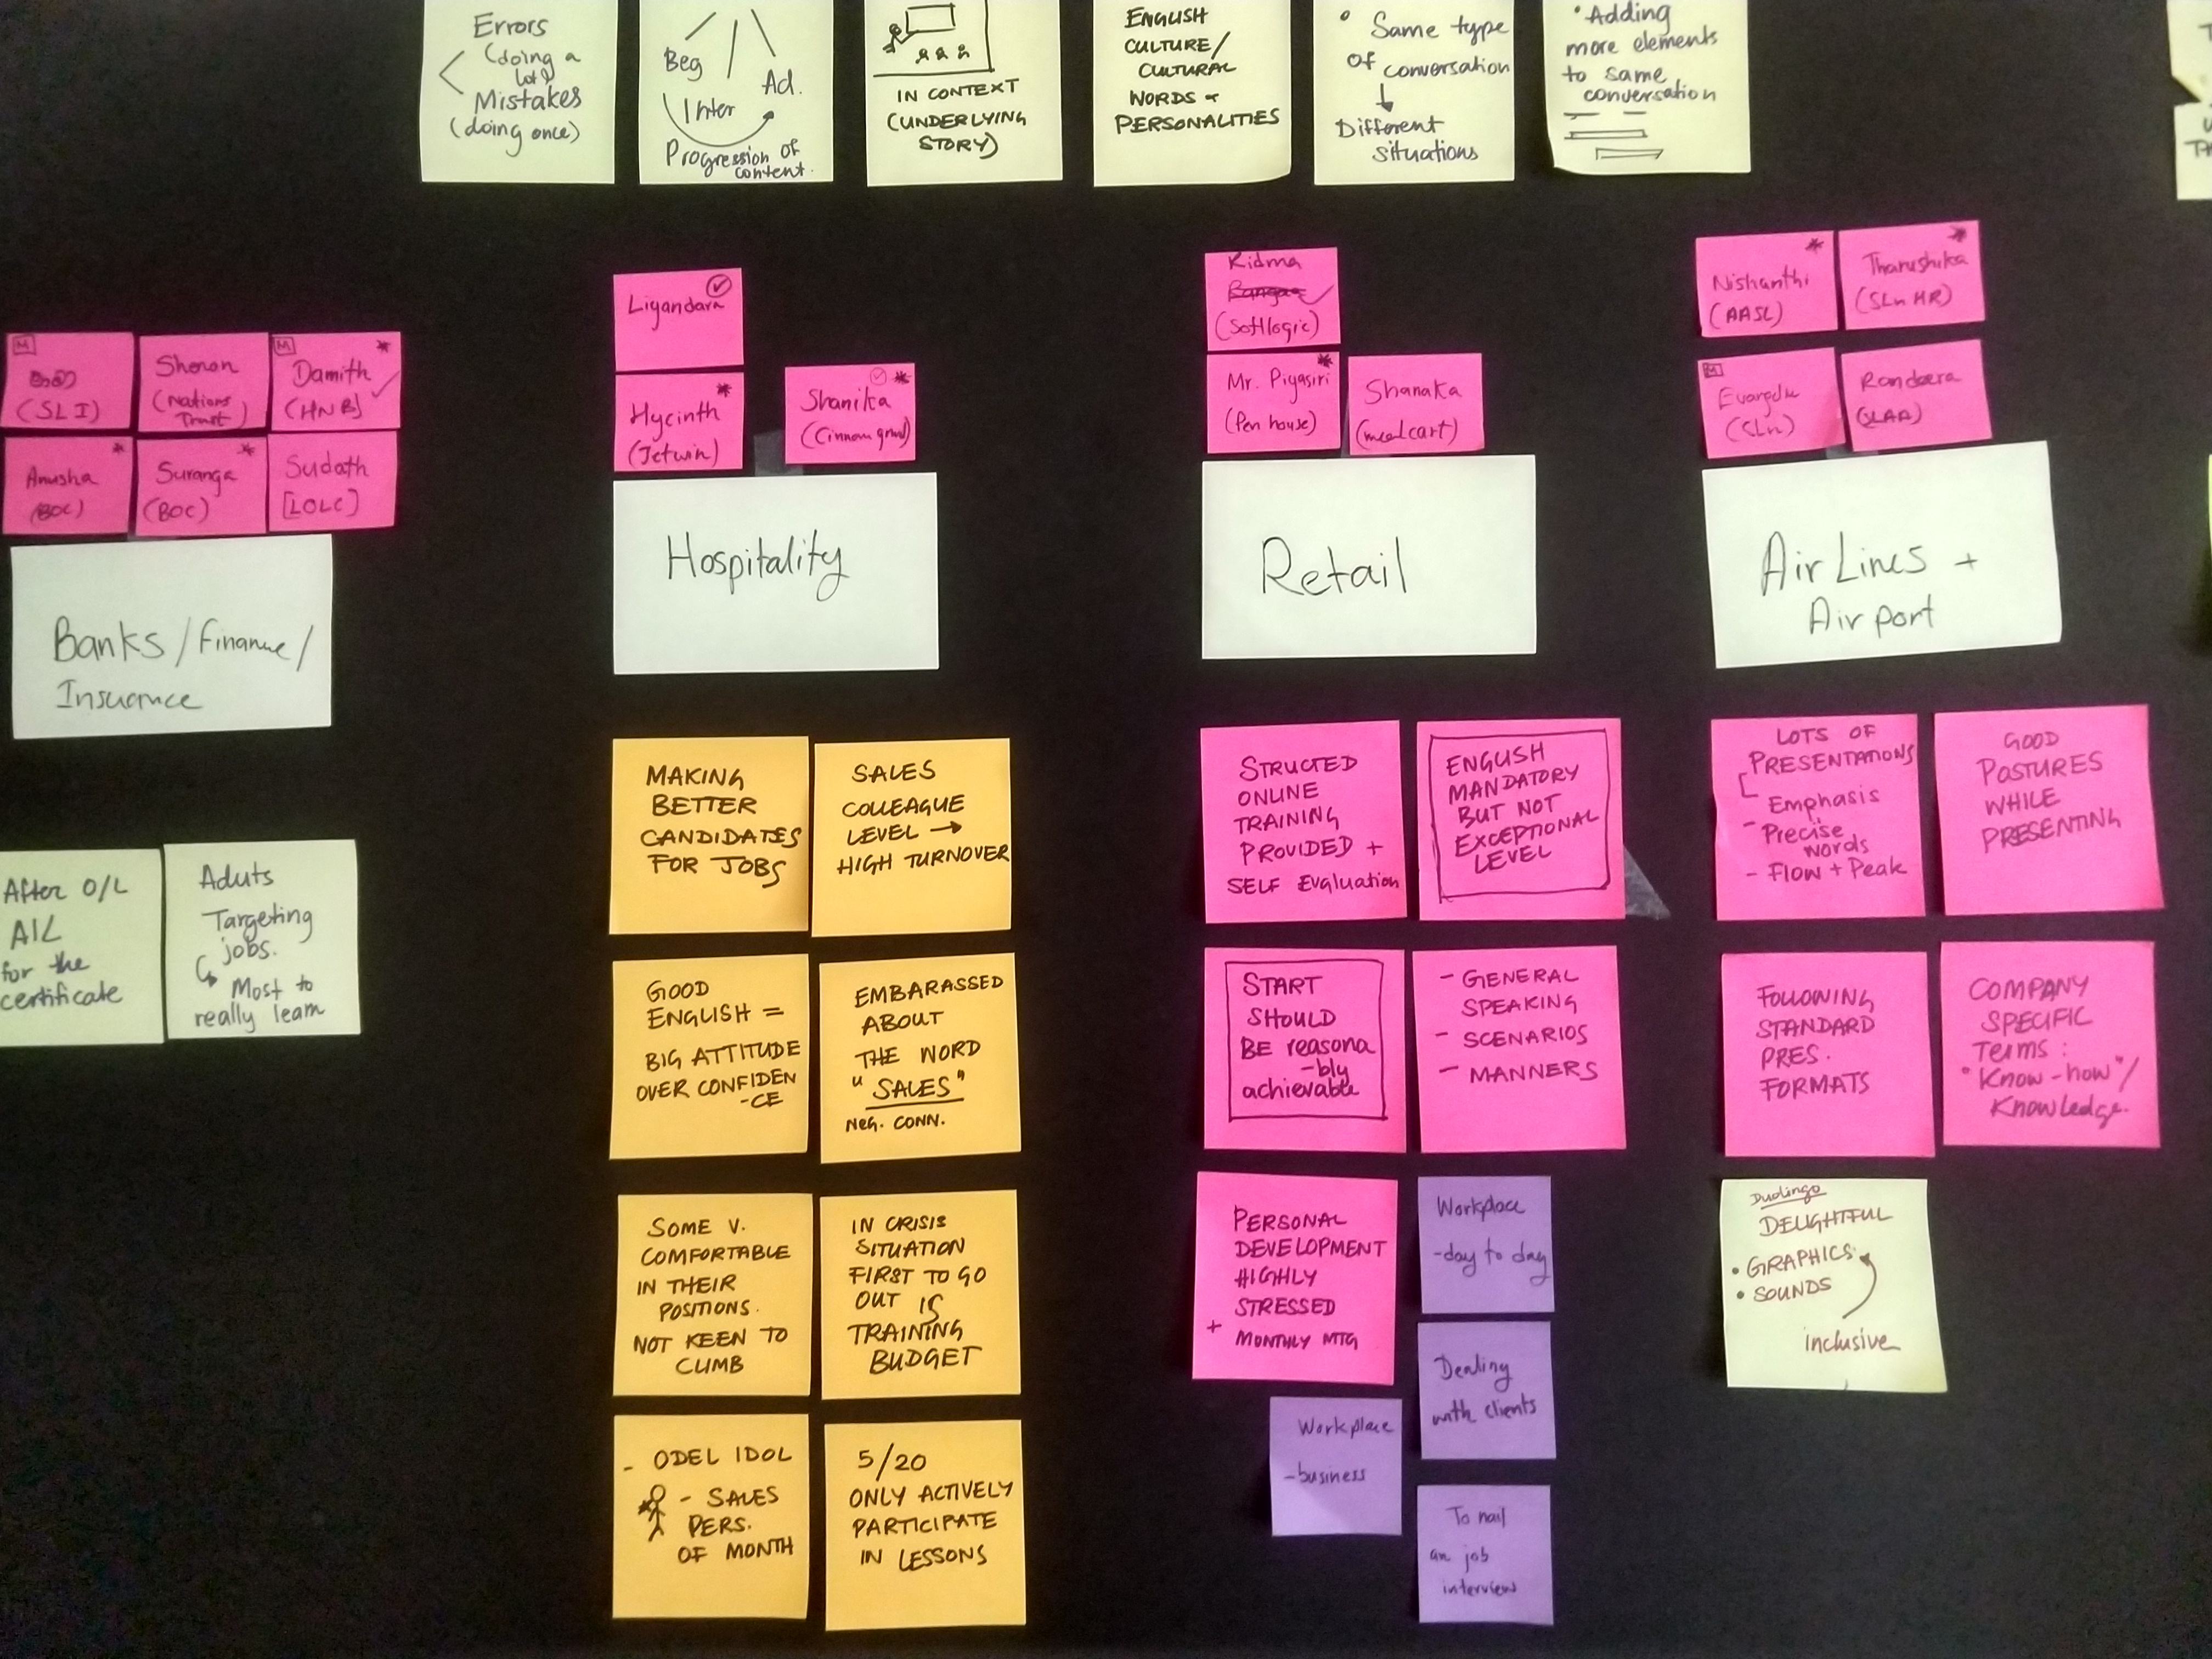 Errors
(doing a
lot)
Mistakes
(doing once)
Beg
Inter
Ad.
Progression of
content.
IN CONTEXT
(UNDERLYING
STORY)
ENGLISH
CULTURE/
CULTURAL
WORDS +
PERSONALITIES
• Same type
of conversation
↓
Different
situations
• Adding
more elements
to same
conversation
M
(SLI)
Sharon
(Nations
Trust)
M
Damith
(HNB)
Anusha
(BOC)
Suranga
(BOC)
Sudath
[LOLC]
Banks / Finance /
Insurance
After O/L
A/L
for the
certificate
Aduts
Targeting
jobs.
↳ Most to
really learn
Liyandara
Hycinth
(Jetwin)
Shanika
(Cinnamon grand)
Hospitality
MAKING
BETTER
CANDIDATES
FOR JOBS
SALES
COLLEAGUE
LEVEL →
HIGH TURNOVER
GOOD
ENGLISH =
BIG ATTITUDE
OVER CONFIDEN
-CE
EMBARASSED
ABOUT
THE WORD
"SALES"
NEG. CONN.
SOME V.
COMFORTABLE
IN THEIR
POSITIONS.
NOT KEEN TO
CLIMB
IN CRISIS
SITUATION
FIRST TO GO
OUT IS
TRAINING
BUDGET
- ODEL IDOL
- SALES
PERS.
OF MONTH
5/20
ONLY ACTIVELY
PARTICIPATE
IN LESSONS
Ridma
(Softlogic)
Mr. Piyasiri
(Pen house)
Shanaka
(mealcart)
Retail
STRUCTED
ONLINE
TRAINING
PROVIDED +
SELF Evaluation
ENGLISH
MANDATORY
BUT NOT
EXCEPTIONAL
LEVEL
START
SHOULD
BE reasona
-bly
achievable
- GENERAL
SPEAKING
- SCENARIOS
- MANNERS
PERSONAL
DEVELOPMENT
HIGHLY
STRESSED
+ MONTHLY MTG
Workplace
-day to day
Dealing
with clients
Workplace
-business
To nail
an job
interview
Nishanthi
(AASL)
Tharushika
(SLn HR)
M
(SLn)
Randeera
Air Lines +
Airport
LOTS OF
PRESENTATIONS
- Emphasis
- Precise
words
- Flow + Peak
GOOD
POSTURES
WHILE
PRESENTING
FOLLOWING
STANDARD
PRES.
FORMATS
COMPANY
SPECIFIC
Terms:
"Know-how"/
Knowledge.
Duolingo
DELIGHTFUL
• GRAPHICS
• SOUNDS
inclusive